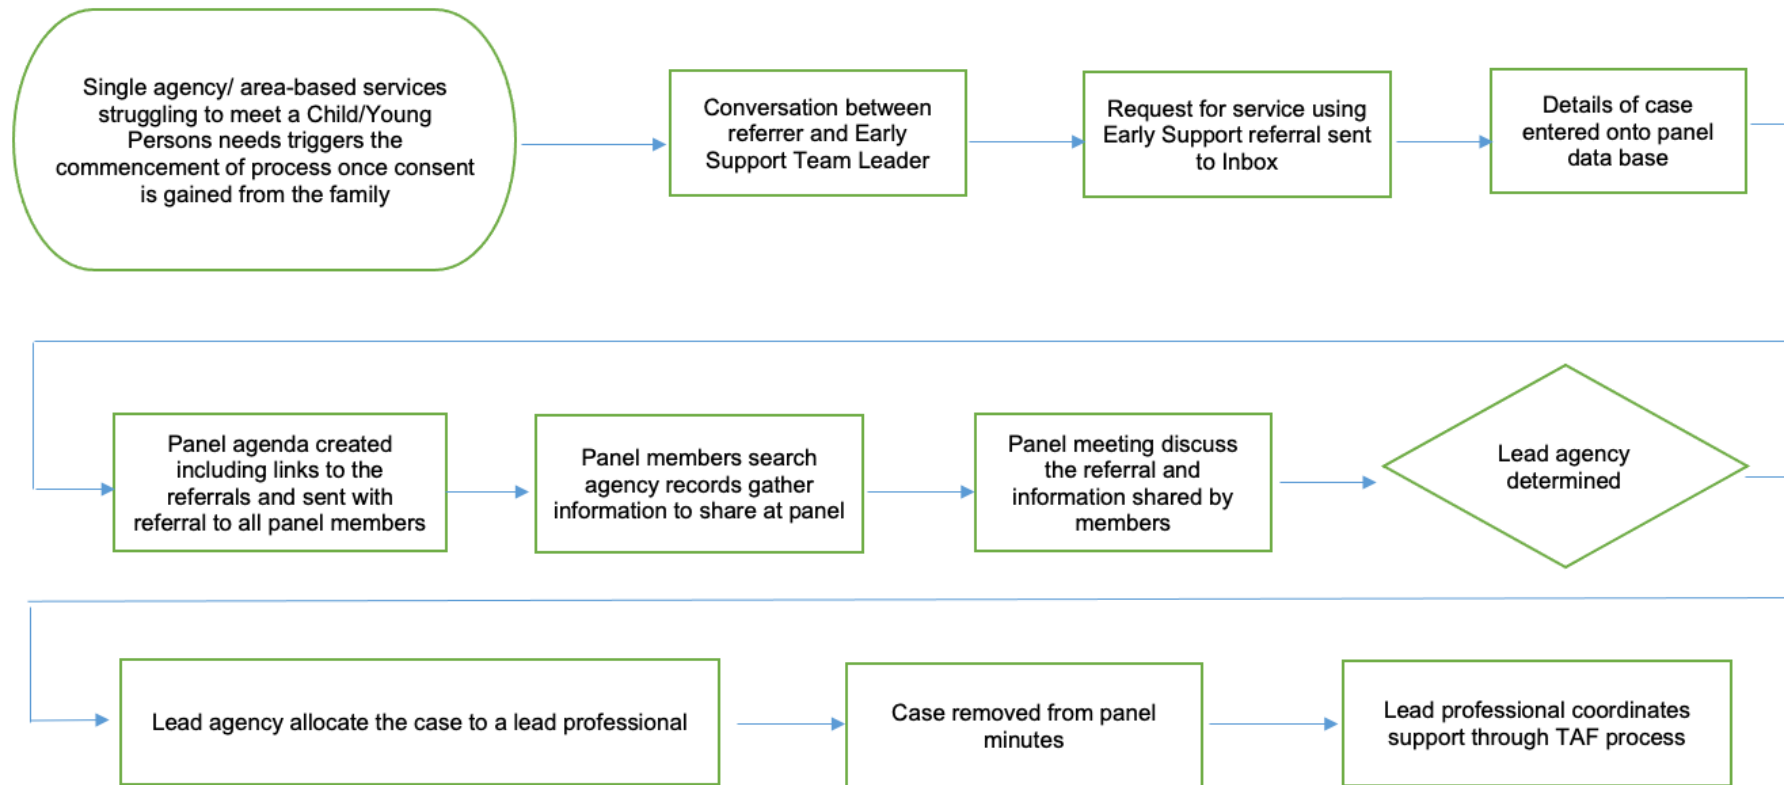 Single agency/ area-based services
struggling to meet a Child/Young
Persons needs triggers the
commencement of process once consent
is gained from the family
Conversation between
referrer and Early
Support Team Leader
Request for service using
Early Support referral sent
to Inbox
Details of case
entered onto panel
data base
Panel agenda created
including links to the
referrals and sent with
referral to all panel members
Panel members search
agency records gather
information to share at panel
Panel meeting discuss
the referral and
information shared by
members
Lead agency
determined
Lead agency allocate the case to a lead professional
Case removed from panel
minutes
Lead professional coordinates
support through TAF process